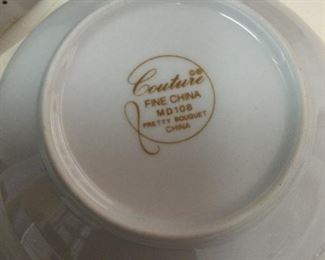 Couture
FINE CHINA
MD108
PRETTY BOUQUET
CHINA